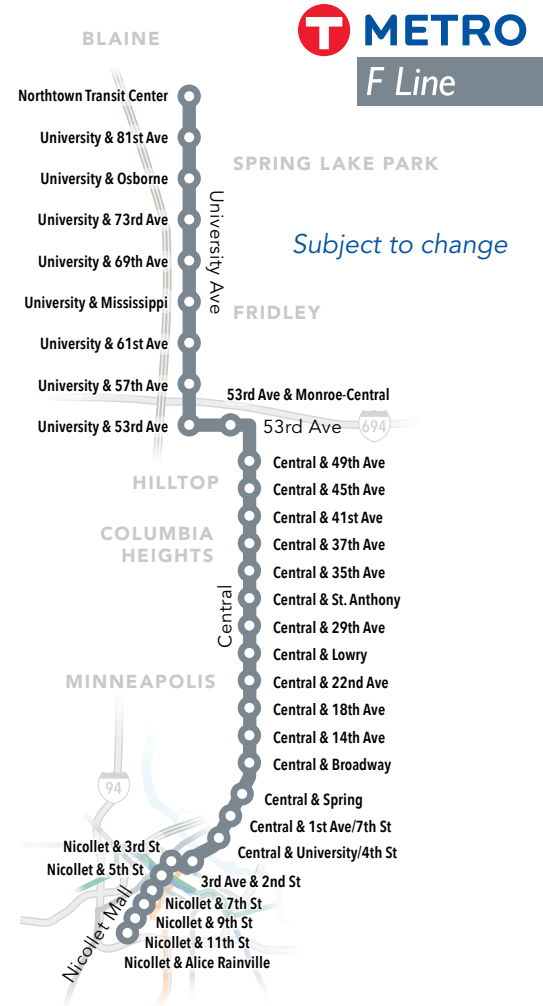 T METRO
F Line
BLAINE
Northtown Transit Center
University & 81st Ave
SPRING LAKE PARK
University & Osborne
University & 73rd Ave
University Ave
Subject to change
University & 69th Ave
University & Mississippi
FRIDLEY
University & 61st Ave
University & 57th Ave
53rd Ave & Monroe-Central
University & 53rd Ave
53rd Ave
694
Central & 49th Ave
HILLTOP
Central & 45th Ave
Central & 41st Ave
COLUMBIA
HEIGHTS
Central & 37th Ave
Central & 35th Ave
Central & St. Anthony
Central
Central & 29th Ave
Central & Lowry
MINNEAPOLIS
Central & 22nd Ave
Central & 18th Ave
Central & 14th Ave
Central & Broadway
94
Central & Spring
Central & 1st Ave/7th St
Central & University/4th St
Nicollet & 3rd St
Nicollet & 5th St
3rd Ave & 2nd St
Nicollet & 7th St
Nicollet & 9th St
Nicollet & 11th St
Nicollet & Alice Rainville
Nicollet Mall